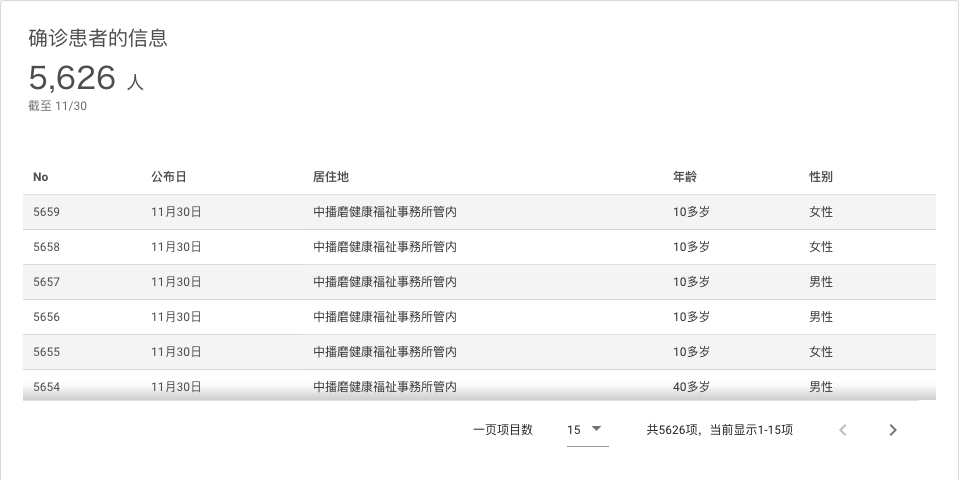 确诊患者的信息
5,626 人
截至 11/30
No 公布日 居住地 年龄 性别
5659 11月30日 中播磨健康福祉事務所管内 10多岁 女性
5658 11月30日 中播磨健康福祉事務所管内 10多岁 女性
5657 11月30日 中播磨健康福祉事務所管内 10多岁 男性
5656 11月30日 中播磨健康福祉事務所管内 10多岁 男性
5655 11月30日 中播磨健康福祉事務所管内 10多岁 女性
5654 11月30日 中播磨健康福祉事務所管内 40多岁 男性
一页项目数 15 共5626项，当前显示1-15项